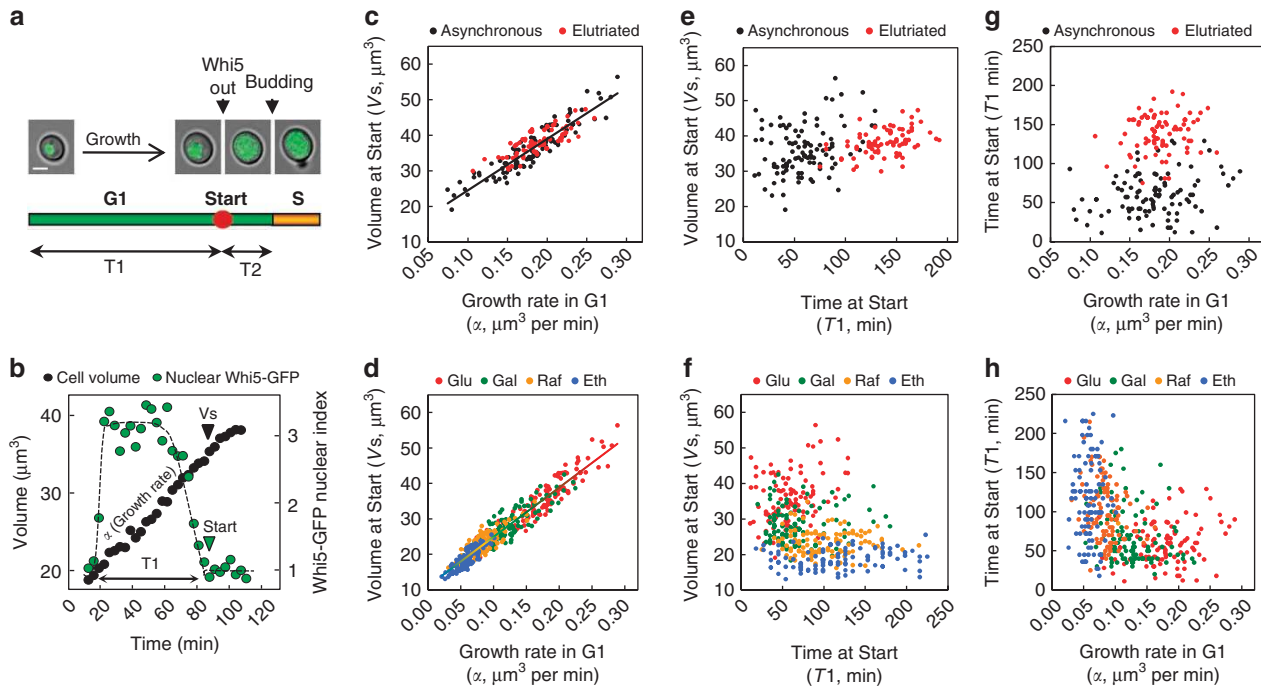 a
Whi5
out
Budding
Growth
G1
Start
S
T1
T2
b
Cell volume
Nuclear Whi5-GFP
Volume (μm³)
40
30
20
Vs
α (Growth rate)
Start
T1
3
2
1
Whi5-GFP nuclear index
0 20 40 60 80 100 120
Time (min)
c
Asynchronous
Elutriated
Volume at Start (Vs, μm³)
60
50
40
30
20
10
0.05 0.10 0.15 0.20 0.25 0.30
Growth rate in G1
(α, μm³ per min)
d
Glu Gal Raf Eth
Volume at Start (Vs, μm³)
60
50
40
30
20
10
0.00 0.05 0.10 0.15 0.20 0.25 0.30
Growth rate in G1
(α, μm³ per min)
e
Asynchronous
Elutriated
Volume at Start (Vs, μm³)
60
50
40
30
20
10
0 50 100 150 200
Time at Start
(T1, min)
f
Glu Gal Raf Eth
Volume at Start (Vs, μm³)
60
50
40
30
20
10
0 50 100 150 200 250
Time at Start
(T1, min)
g
Asynchronous
Elutriated
Time at Start (T1 min)
250
200
150
100
50
0
0.05 0.10 0.15 0.20 0.25 0.30
Growth rate in G1
(α, μm³ per min)
h
Glu Gal Raf Eth
Time at Start (T1, min)
250
200
150
100
50
0
0.00 0.05 0.10 0.15 0.20 0.25 0.30
Growth rate in G1
(α, μm³ per min)